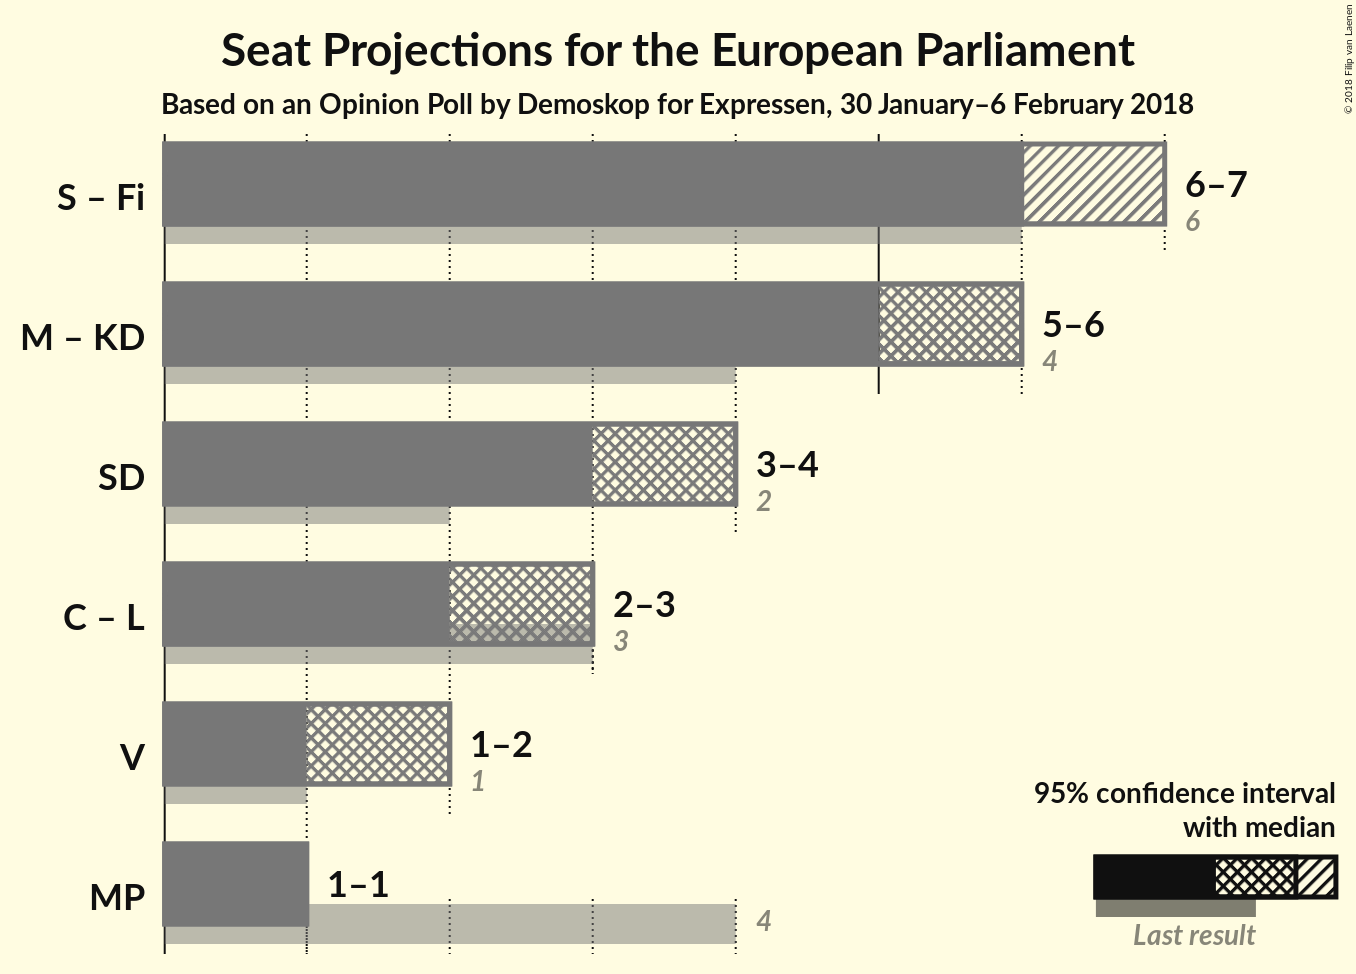 Seat Projections for the European Parliament
Based on an Opinion Poll by Demoskop for Expressen, 30 January–6 February 2018
© 2018 Filip van Laenen
S – Fi
6–7
6
M – KD
5–6
4
SD
3–4
2
C – L
2–3
3
V
1–2
1
MP
1–1
4
95% confidence interval
with median
Last result